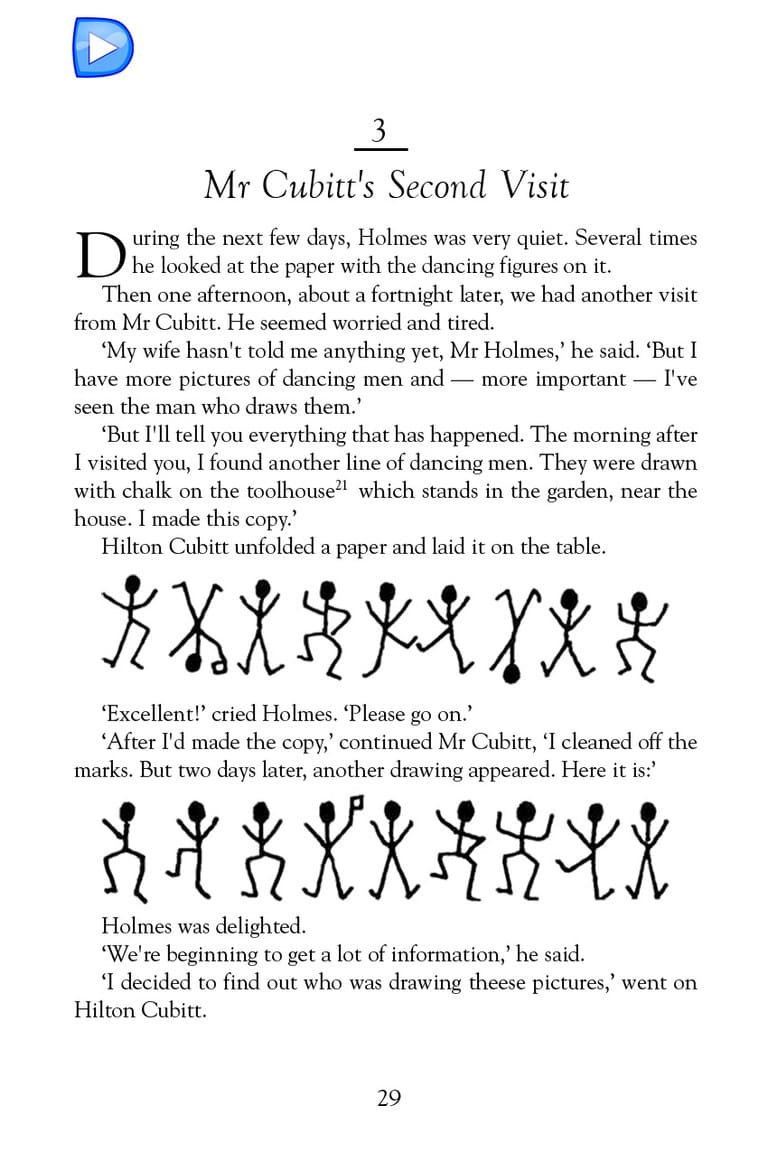 3
Mr Cubitt's Second Visit
During the next few days, Holmes was very quiet. Several times
he looked at the paper with the dancing figures on it.
Then one afternoon, about a fortnight later, we had another visit
from Mr Cubitt. He seemed worried and tired.
‘My wife hasn't told me anything yet, Mr Holmes,’ he said. ‘But I
have more pictures of dancing men and — more important — I've
seen the man who draws them.’
‘But I'll tell you everything that has happened. The morning after
I visited you, I found another line of dancing men. They were drawn
with chalk on the toolhouse21 which stands in the garden, near the
house. I made this copy.’
Hilton Cubitt unfolded a paper and laid it on the table.
‘Excellent!’ cried Holmes. ‘Please go on.’
‘After I'd made the copy,’ continued Mr Cubitt, ‘I cleaned off the
marks. But two days later, another drawing appeared. Here it is:’
Holmes was delighted.
‘We're beginning to get a lot of information,’ he said.
‘I decided to find out who was drawing theese pictures,’ went on
Hilton Cubitt.
29